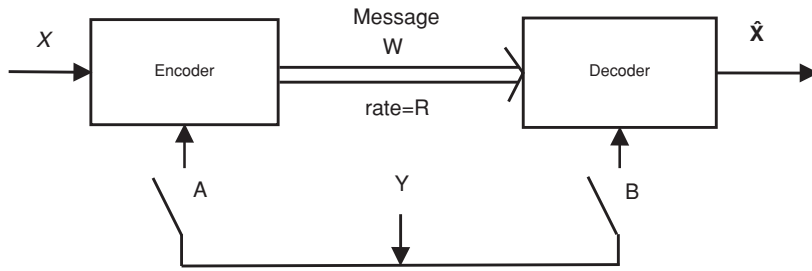 Message
X
W
X̂
Encoder
Decoder
rate=R
A
Y
B